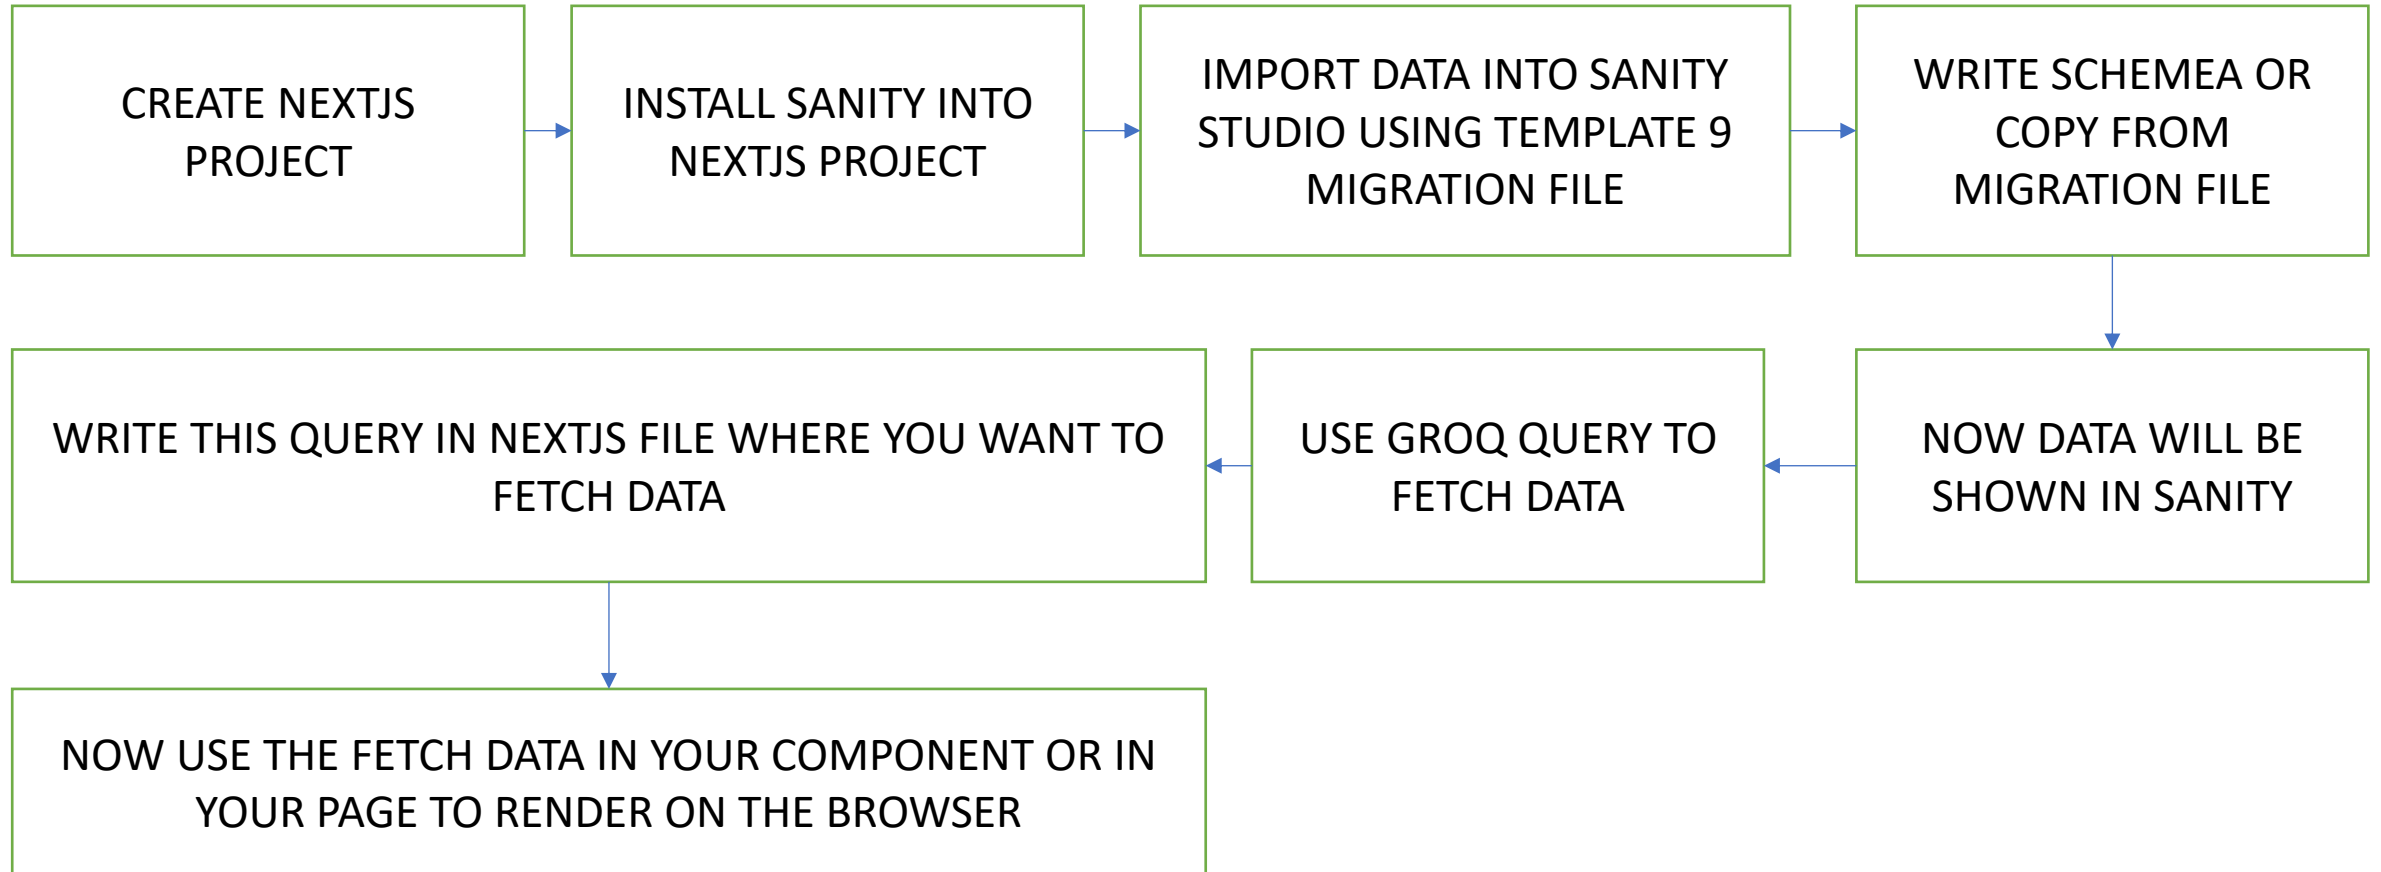 CREATE NEXTJS
PROJECT
INSTALL SANITY INTO
NEXTJS PROJECT
IMPORT DATA INTO SANITY
STUDIO USING TEMPLATE 9
MIGRATION FILE
WRITE SCHEMEA OR
COPY FROM
MIGRATION FILE
NOW DATA WILL BE
SHOWN IN SANITY
USE GROQ QUERY TO
FETCH DATA
WRITE THIS QUERY IN NEXTJS FILE WHERE YOU WANT TO
FETCH DATA
NOW USE THE FETCH DATA IN YOUR COMPONENT OR IN
YOUR PAGE TO RENDER ON THE BROWSER